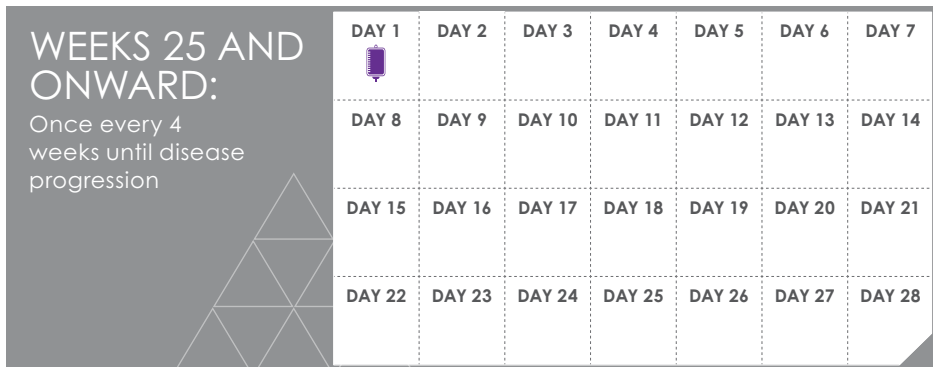 WEEKS 25 AND
ONWARD:
Once every 4
weeks until disease
progression
DAY 1 DAY 2 DAY 3 DAY 4 DAY 5 DAY 6 DAY 7
DAY 8 DAY 9 DAY 10 DAY 11 DAY 12 DAY 13 DAY 14
DAY 15 DAY 16 DAY 17 DAY 18 DAY 19 DAY 20 DAY 21
DAY 22 DAY 23 DAY 24 DAY 25 DAY 26 DAY 27 DAY 28